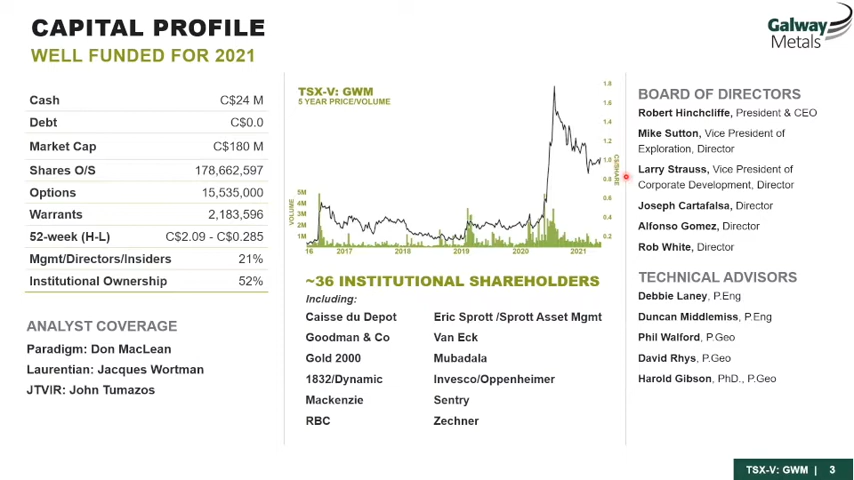 CAPITAL PROFILE
WELL FUNDED FOR 2021
Galway
Metals
Cash C$24 M
Debt C$0.0
Market Cap C$180 M
Shares O/S 178,662,597
Options 15,535,000
Warrants 2,183,596
52-week (H-L) C$2.09 - C$0.285
Mgmt/Directors/Insiders 21%
Institutional Ownership 52%
ANALYST COVERAGE
Paradigm: Don MacLean
Laurentian: Jacques Wortman
JTVIR: John Tumazos
TSX-V: GWM
5 YEAR PRICE/VOLUME
1.8
1.6
1.4
1.2
1.0
0.8
0.6
0.4
0.2
C$/SHARE
VOLUME
5M
4M
3M
2M
1M
16 2017 2018 2019 2020 2021
~36 INSTITUTIONAL SHAREHOLDERS
Including:
Caisse du Depot Eric Sprott /Sprott Asset Mgmt
Goodman & Co Van Eck
Gold 2000 Mubadala
1832/Dynamic Invesco/Oppenheimer
Mackenzie Sentry
RBC Zechner
BOARD OF DIRECTORS
Robert Hinchcliffe, President & CEO
Mike Sutton, Vice President of
Exploration, Director
Larry Strauss, Vice President of
Corporate Development, Director
Joseph Cartafalsa, Director
Alfonso Gomez, Director
Rob White, Director
TECHNICAL ADVISORS
Debbie Laney, P.Eng
Duncan Middlemiss, P.Eng
Phil Walford, P.Geo
David Rhys, P.Geo
Harold Gibson, PhD., P.Geo
TSX-V: GWM | 3